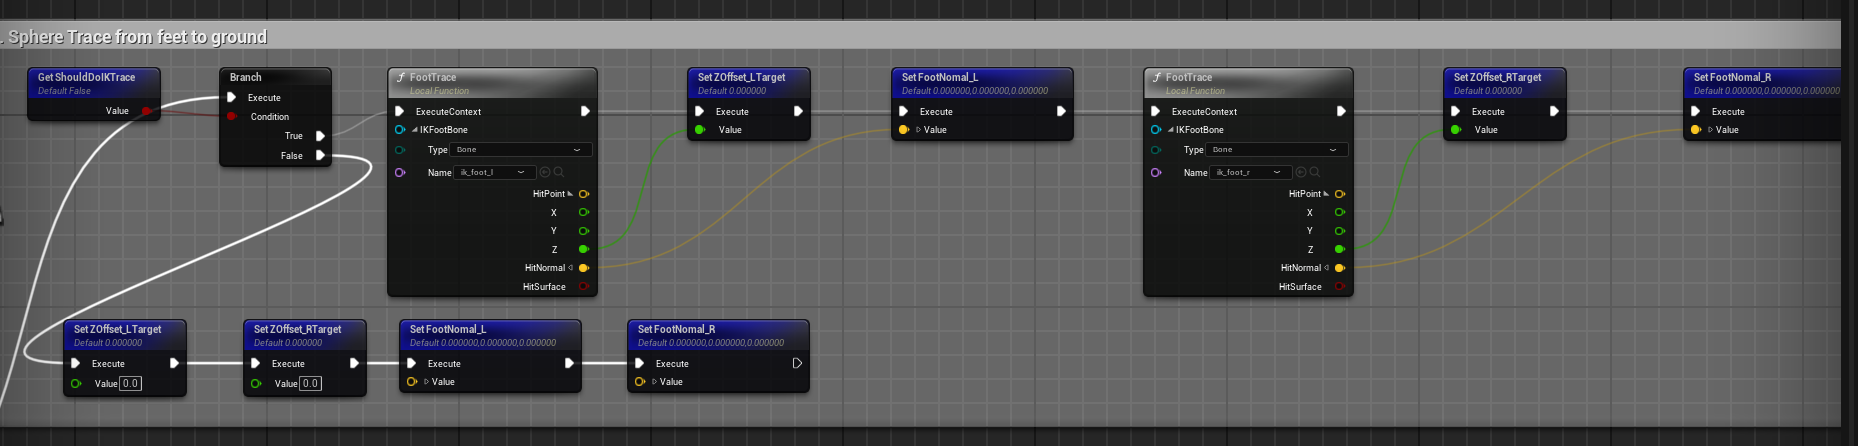 . Sphere Trace from feet to ground
Get ShouldDoIKTrace
Default False
Value
Branch
Execute
Condition
True
False
FootTrace
Local Function
ExecuteContext
IKFootBone
Type Bone
Name ik_foot_l
HitPoint
X
Y
Z
HitNormal
HitSurface
Set ZOffset_LTarget
Default 0.000000
Execute
Value
Set FootNomal_L
Default 0.000000,0.000000,0.000000
Execute
Value
FootTrace
Local Function
ExecuteContext
IKFootBone
Type Bone
Name ik_foot_r
HitPoint
X
Y
Z
HitNormal
HitSurface
Set ZOffset_RTarget
Default 0.000000
Execute
Value
Set FootNomal_R
Default 0.000000,0.000000,0.000000
Execute
Value
Set ZOffset_LTarget
Default 0.000000
Execute
Value 0.0
Set ZOffset_RTarget
Default 0.000000
Execute
Value 0.0
Set FootNomal_L
Default 0.000000,0.000000,0.000000
Execute
Value
Set FootNomal_R
Default 0.000000,0.000000,0.000000
Execute
Value